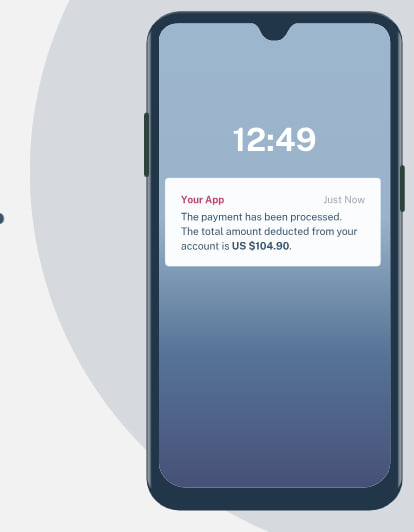 12:49
Your App Just Now
The payment has been processed.
The total amount deducted from your
account is US $104.90.